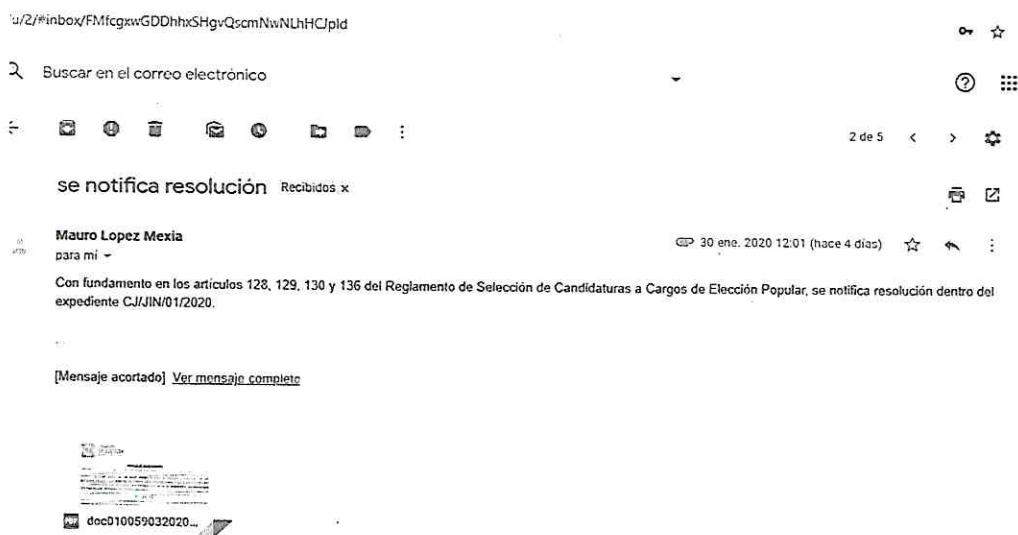 u/2/#inbox/FMfcgxwGDDhhxSHgvQscmNwNLhHCJpld
Buscar en el correo electrónico
2 de 5
se notifica resolución Recibidos x
Mauro Lopez Mexia
30 ene. 2020 12:01 (hace 4 días)
para mí
Con fundamento en los artículos 128, 129, 130 y 136 del Reglamento de Selección de Candidaturas a Cargos de Elección Popular, se notifica resolución dentro del
expediente CJ/JIN/01/2020.
[Mensaje acortado] Ver mensaje completo
PDF doc010059032020...